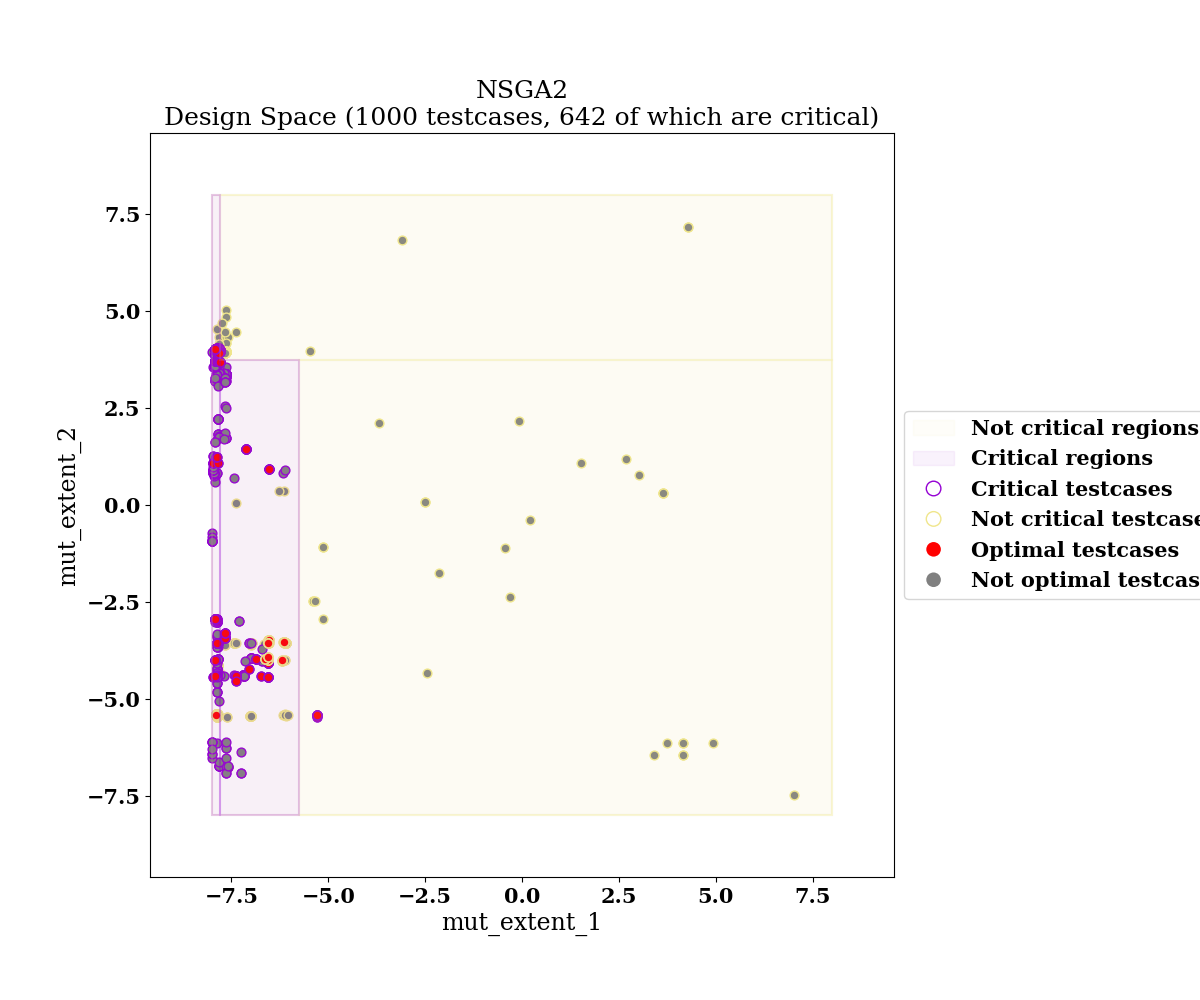 NSGA2
Design Space (1000 testcases, 642 of which are critical)
7.5
5.0
2.5
0.0
−2.5
−5.0
−7.5
mut_extent_2
−7.5 −5.0 −2.5 0.0 2.5 5.0 7.5
mut_extent_1
Not critical regions
Critical regions
Critical testcases
Not critical testcase
Optimal testcases
Not optimal testcas